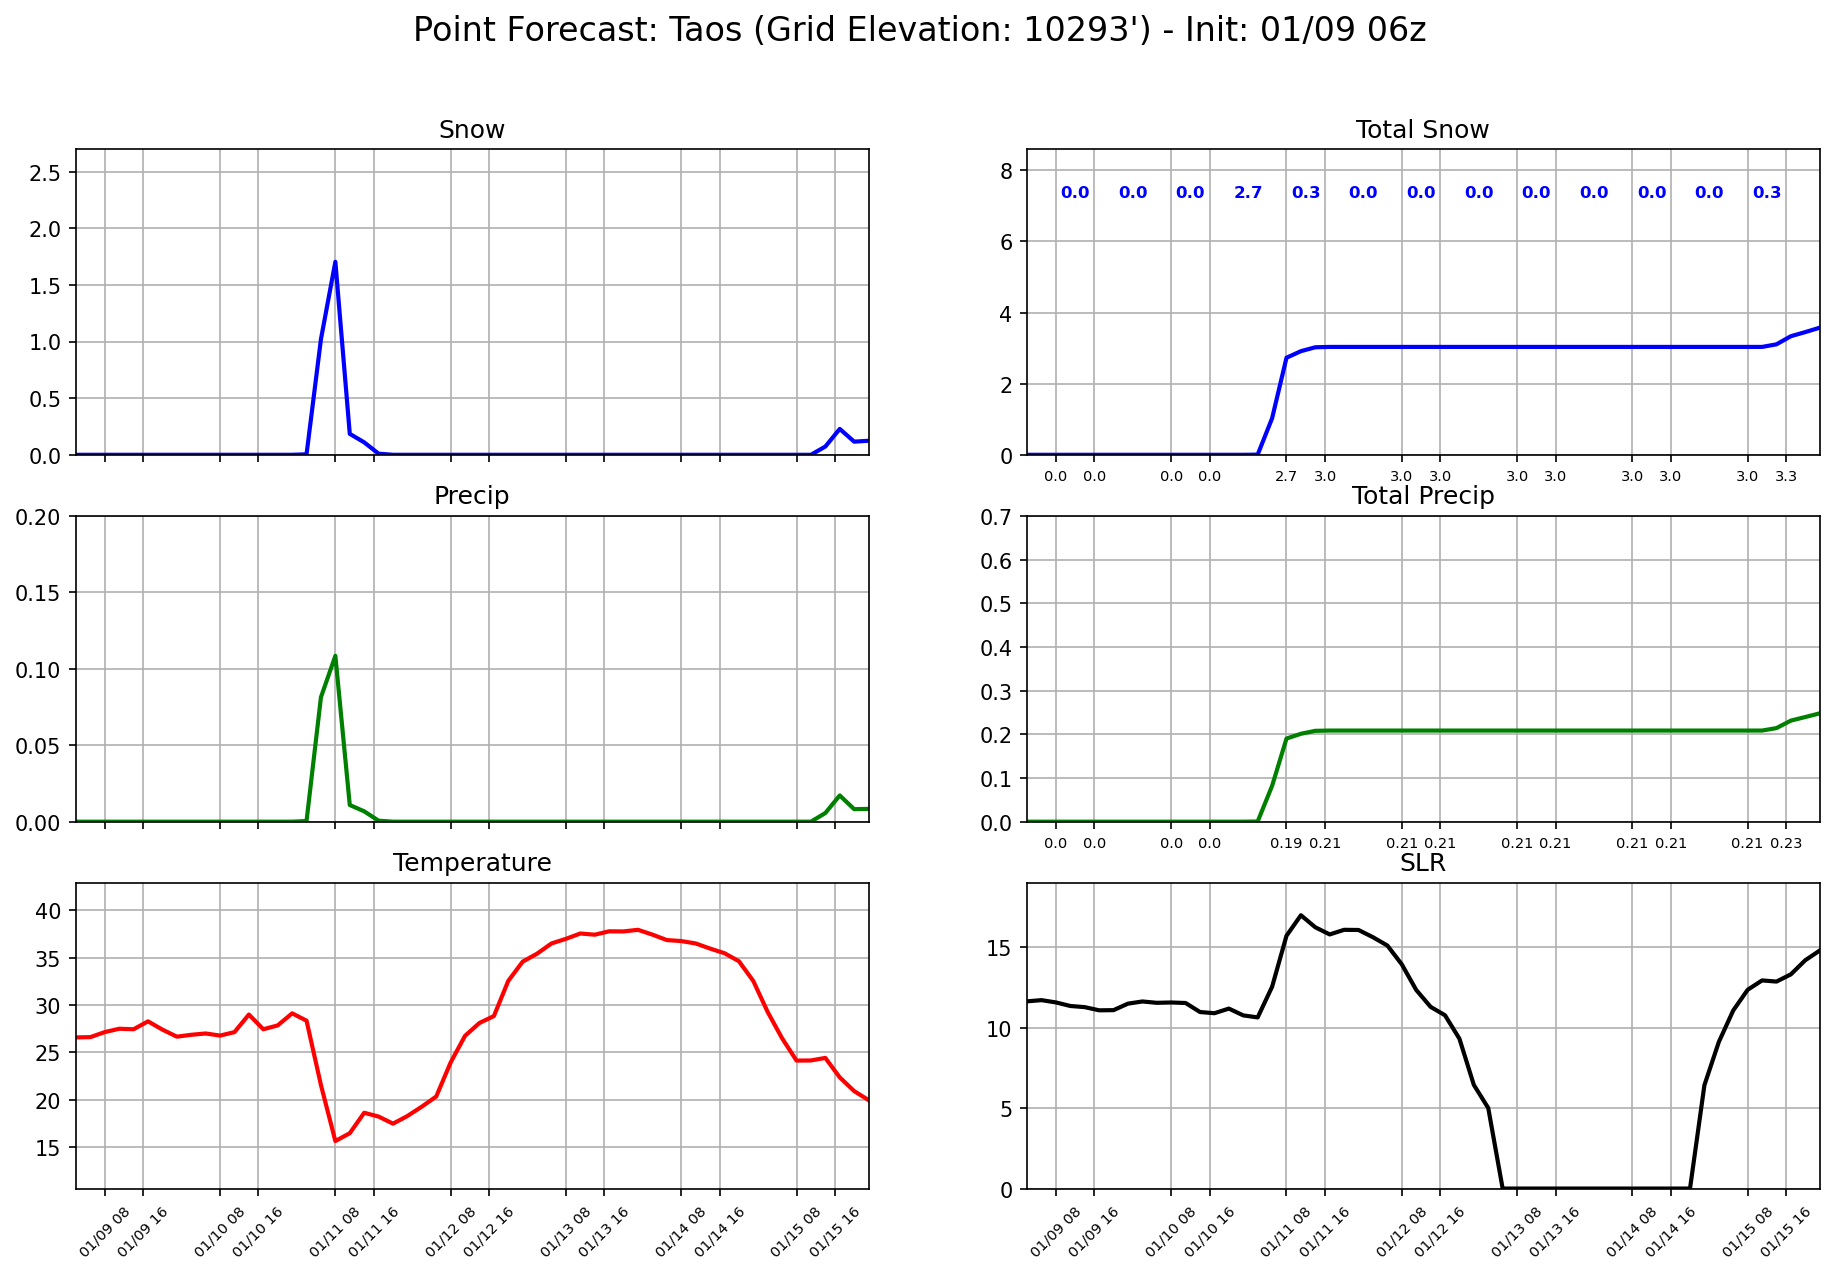 Point Forecast: Taos (Grid Elevation: 10293') - Init: 01/09 06z
Snow
2.5
2.0
1.5
1.0
0.5
0.0
Total Snow
8
6
4
2
0
0.0 0.0 0.0 2.7 0.3 0.0 0.0 0.0 0.0 0.0 0.0 0.0 0.3
0.0 0.0 0.0 0.0 2.7 3.0 3.0 3.0 3.0 3.0 3.0 3.0 3.0 3.3
Precip
0.20
0.15
0.10
0.05
0.00
Total Precip
0.7
0.6
0.5
0.4
0.3
0.2
0.1
0.0
0.0 0.0 0.0 0.0 0.19 0.21 0.21 0.21 0.21 0.21 0.21 0.21 0.21 0.23
Temperature
40
35
30
25
20
15
01/09 08 01/09 16 01/10 08 01/10 16 01/11 08 01/11 16 01/12 08 01/12 16 01/13 08 01/13 16 01/14 08 01/14 16 01/15 08 01/15 16
SLR
15
10
5
0
01/09 08 01/09 16 01/10 08 01/10 16 01/11 08 01/11 16 01/12 08 01/12 16 01/13 08 01/13 16 01/14 08 01/14 16 01/15 08 01/15 16